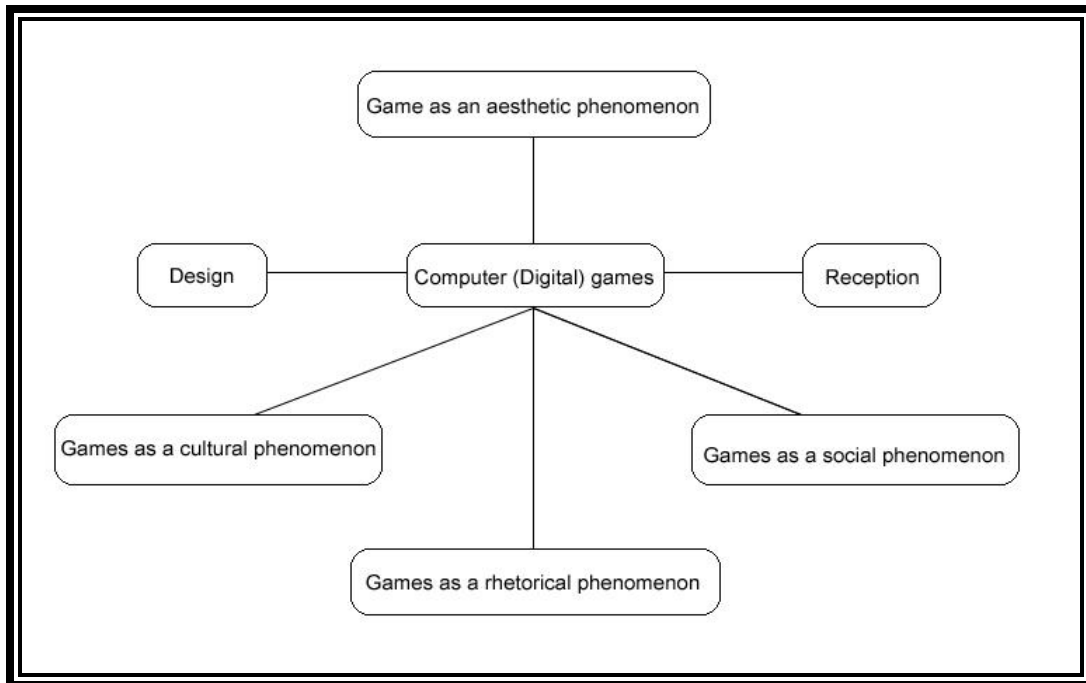 Game as an aesthetic phenomenon
Design
Computer (Digital) games
Reception
Games as a cultural phenomenon
Games as a social phenomenon
Games as a rhetorical phenomenon